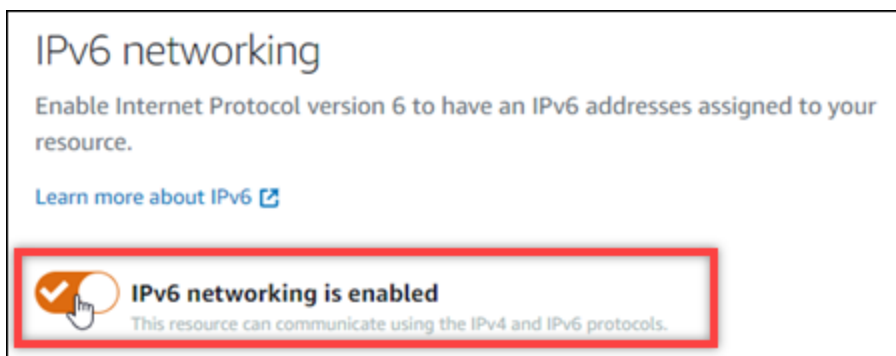 IPv6 networking
Enable Internet Protocol version 6 to have an IPv6 addresses assigned to your
resource.
Learn more about IPv6
IPv6 networking is enabled
This resource can communicate using the IPv4 and IPv6 protocols.